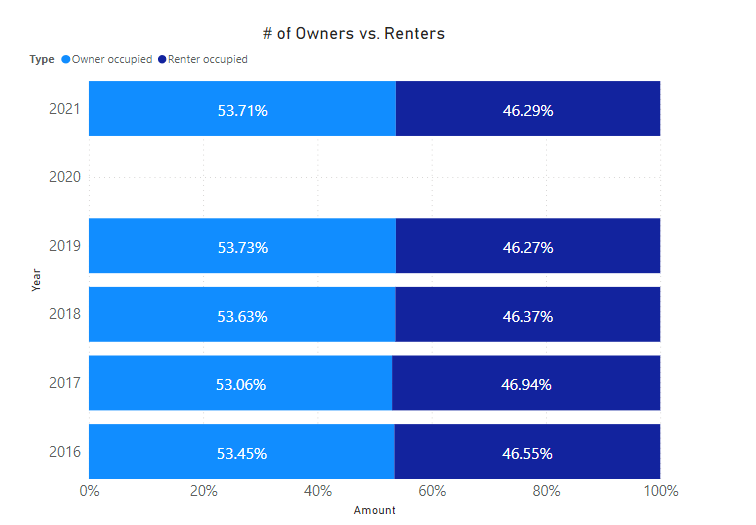 # of Owners vs. Renters
Type Owner occupied Renter occupied
2021 53.71% 46.29%
2020
2019 53.73% 46.27%
Year
2018 53.63% 46.37%
2017 53.06% 46.94%
2016 53.45% 46.55%
0% 20% 40% 60% 80% 100%
Amount